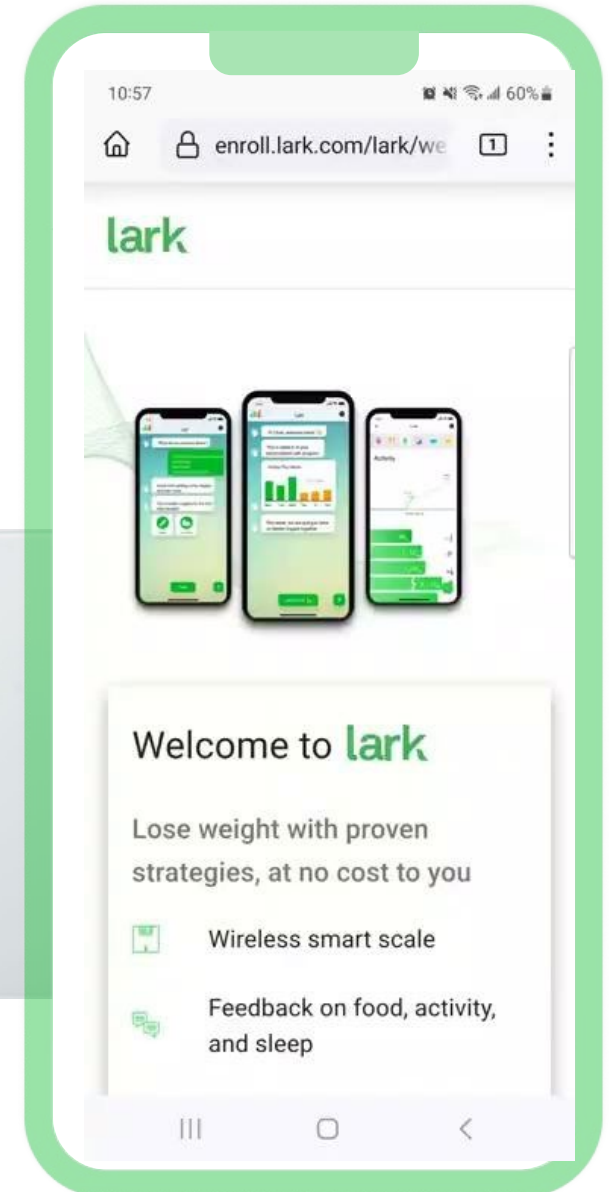 10:57
60%
enroll.lark.com/lark/we
1
lark
Activity
Welcome to lark
Lose weight with proven
strategies, at no cost to you
Wireless smart scale
Feedback on food, activity,
and sleep